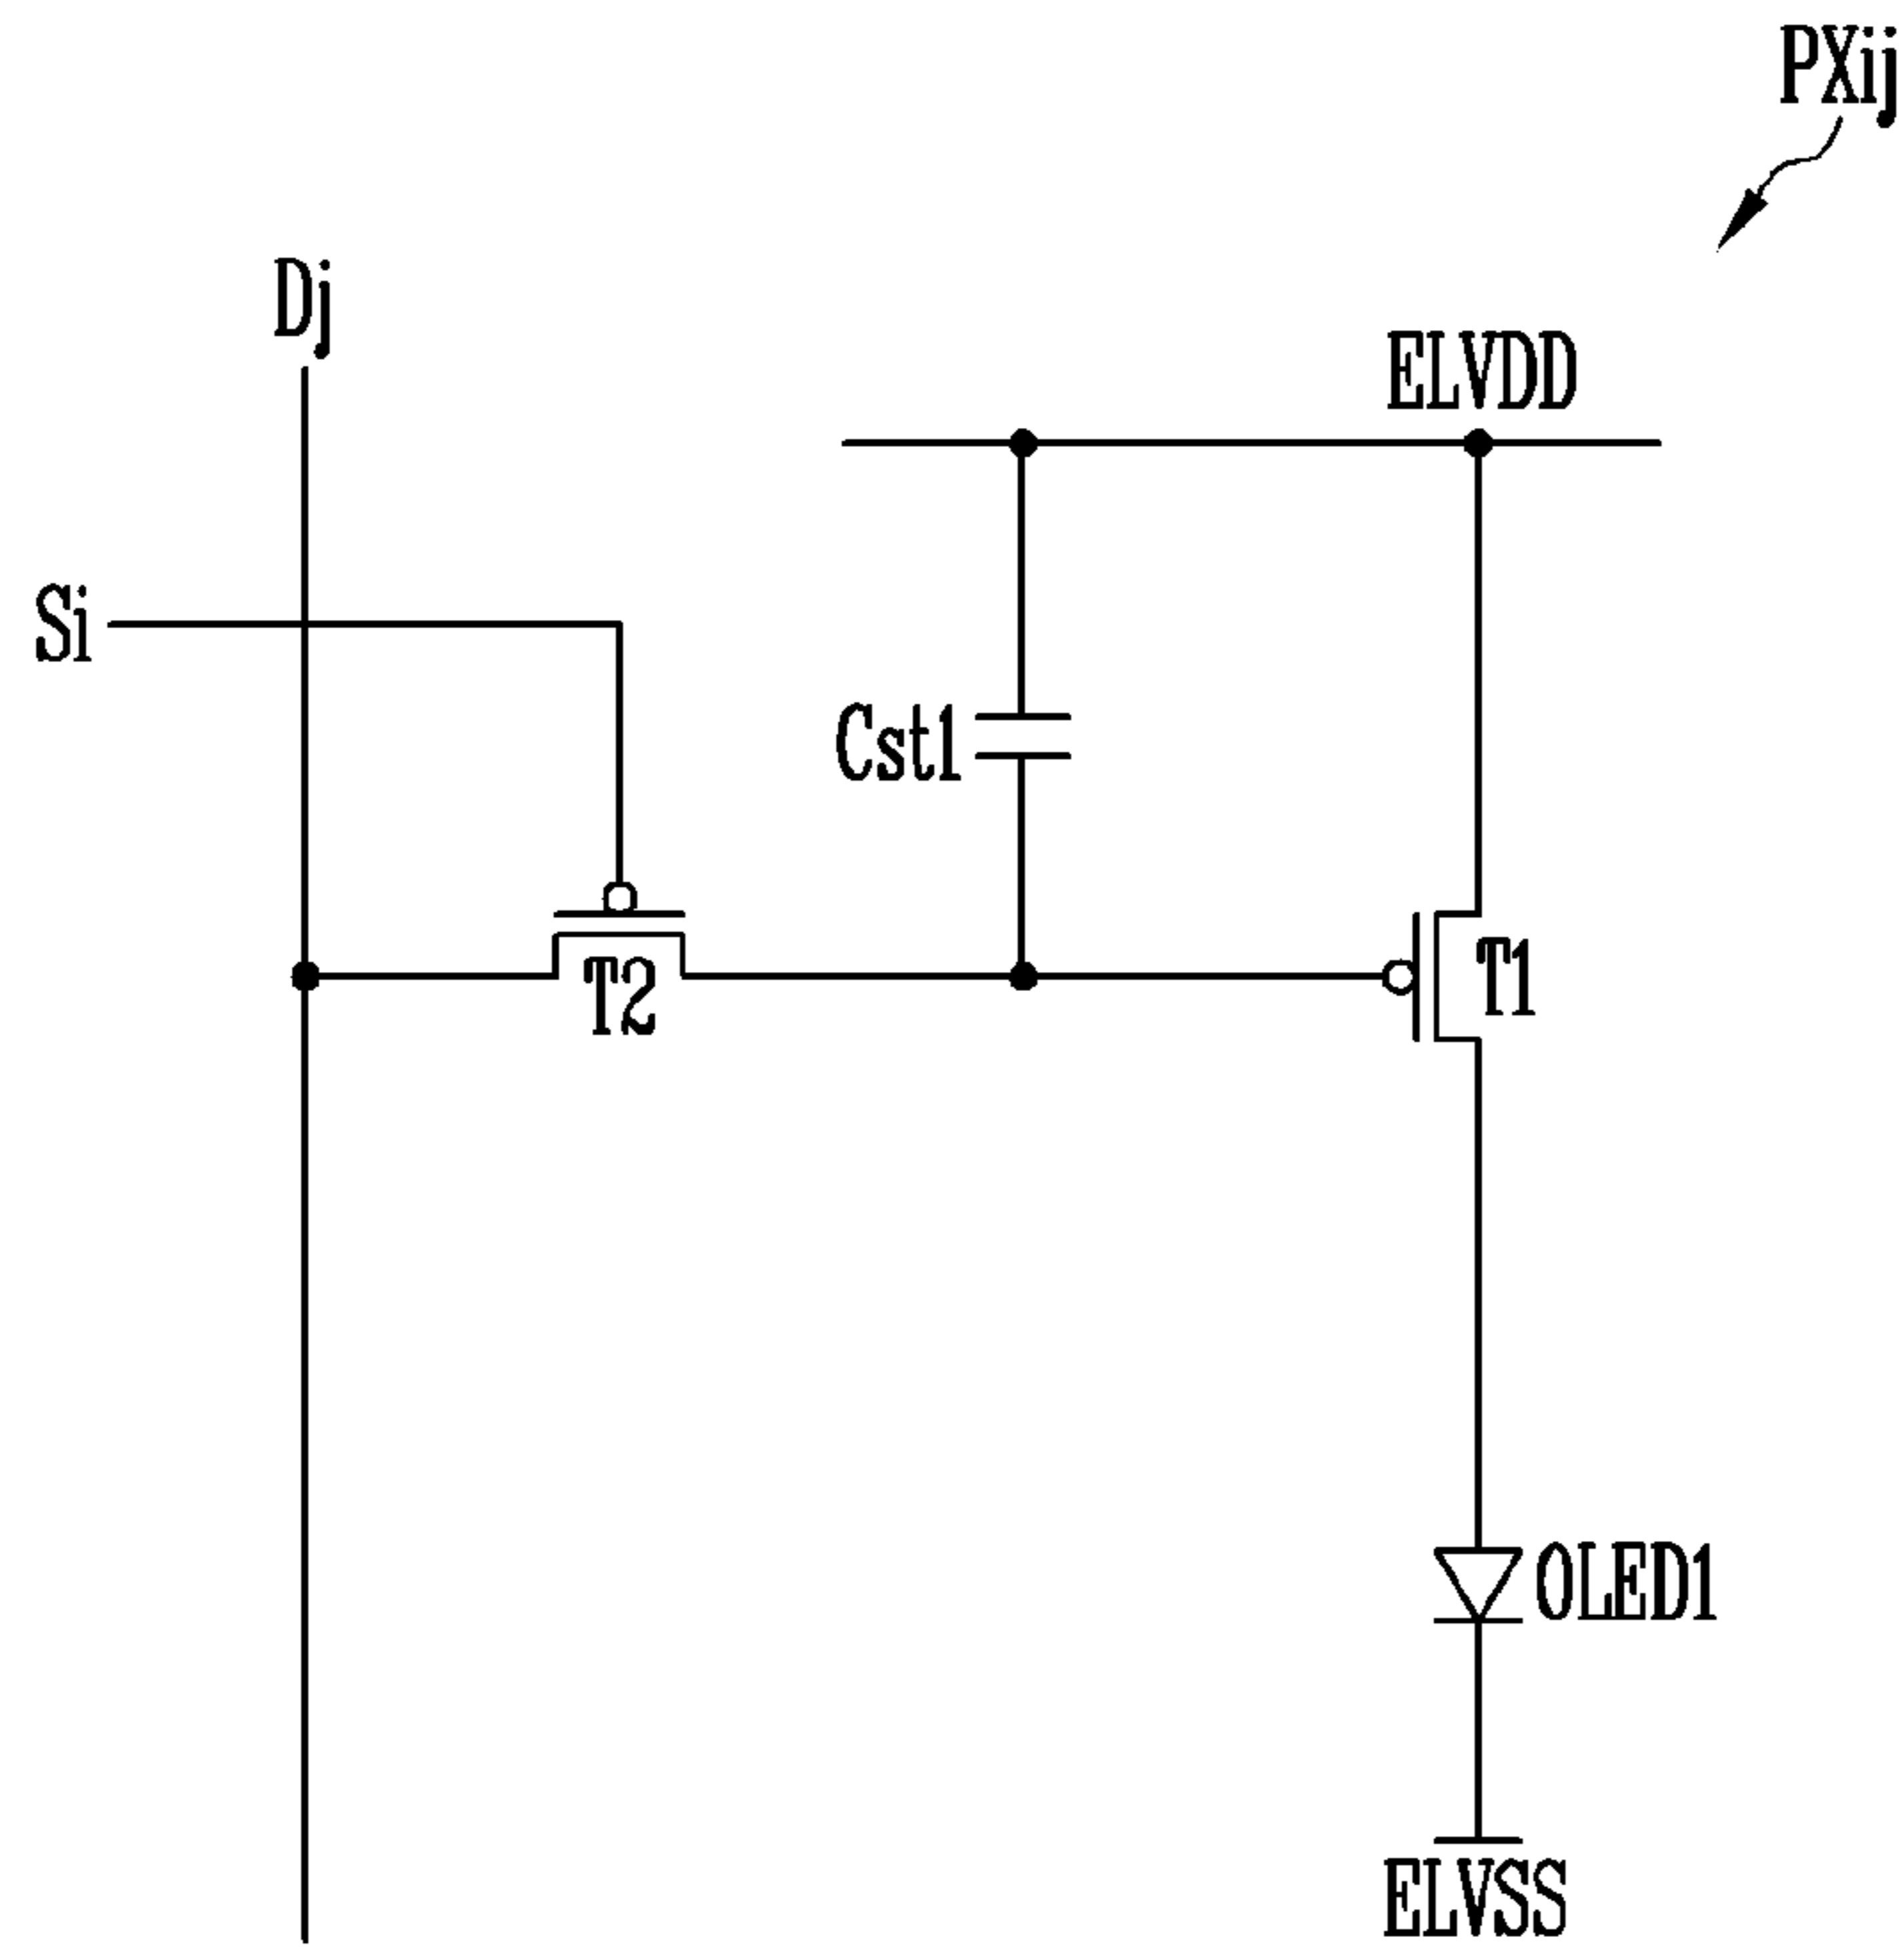 PXij
Dj
ELVDD
Si
Cst1
T2
T1
OLED1
ELVSS